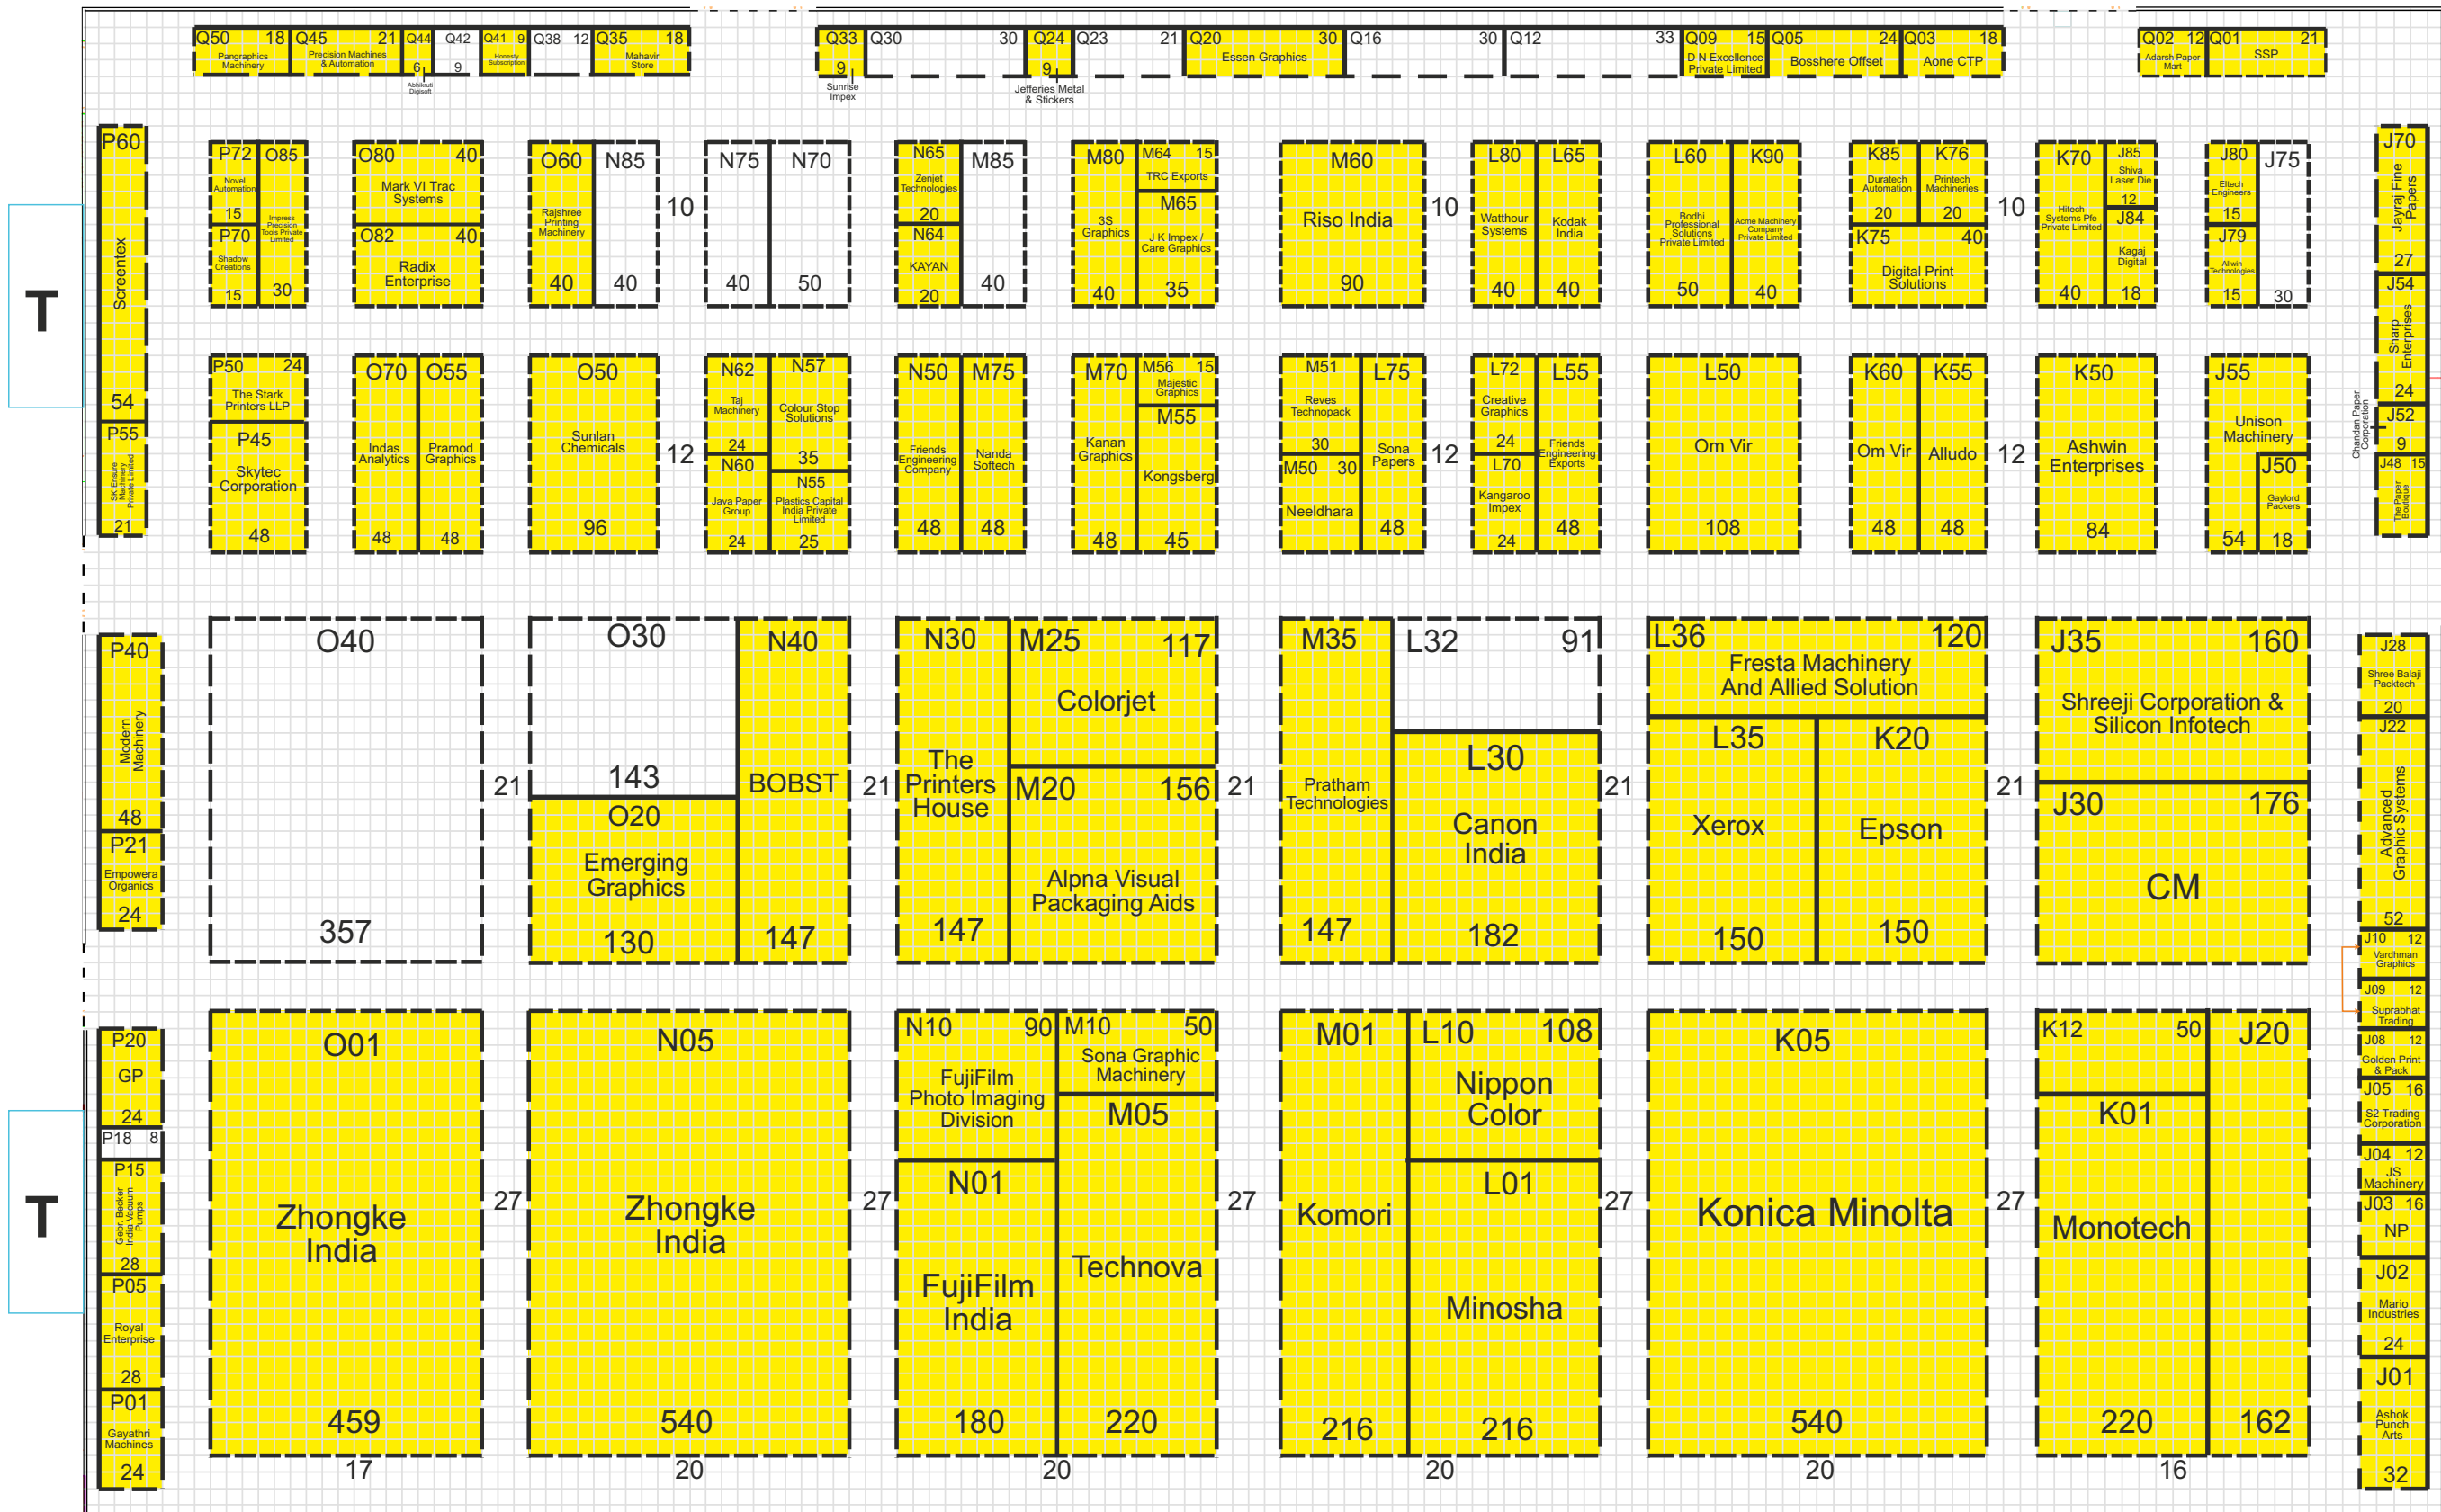 Q50 18
Pangraphics
Machinery
Q45 21
Precision Machines
& Automation
Q44
6
Abhikruti
Digisoft
Q42
9
Q41 9
Honesty
Subscription
Q38 12
Q35 18
Mahavir
Store
Q33
9
Sunrise
Impex
Q30 30
Q24
9
Jefferies Metal
& Stickers
Q23 21
Q20 30
Essen Graphics
Q16 30
Q12 33
Q09 15
D N Excellence
Private Limited
Q05 24
Bosshere Offset
Q03 18
Aone CTP
Q02 12
Adarsh Paper
Mart
Q01 21
SSP
P60
Screentex
54
P72
Novel
Automation
15
P70
Shadow
Creations
15
O85
Impress
Precision
Tools Private
Limited
30
O80 40
Mark VI Trac
Systems
O82 40
Radix
Enterprise
O60
Rajshree
Printing
Machinery
40
N85
40
10
N75
40
N70
50
N65
Zenjet
Technologies
20
N64
KAYAN
20
M85
40
M80
3S
Graphics
40
M64 15
TRC Exports
M65
J K Impex /
Care Graphics
35
M60
Riso India
90
10
L80
Watthour
Systems
40
L65
Kodak
India
40
L60
Bodhi
Professional
Solutions
Private Limited
50
K90
Acme Machinery
Company
Private Limited
40
K85
Duratech
Automation
20
K76
Printech
Machineries
20
K75 40
Digital Print
Solutions
10
K70
Hitech
Systems Pfe
Private Limited
40
J85
Shiva
Laser Die
12
J84
Kagaj
Digital
18
J80
Eltech
Engineers
15
J79
Allwin
Technologies
15
J75
30
J70
Jayraj Fine
Papers
27
J54
Sharp
Enterprises
24
T
P55
SK Ensure
Machinery
Private Limited
21
P50 24
The Stark
Printers LLP
P45
Skytec
Corporation
48
O70
Indas
Analytics
48
O55
Pramod
Graphics
48
O50
Sunlan
Chemicals
96
12
N62
Taj
Machinery
24
N60
Java Paper
Group
24
N57
Colour Stop
Solutions
35
N55
Plastics Capital
India Private
Limited
25
N50
Friends
Engineering
Company
48
M75
Nanda
Softech
48
M70
Kanan
Graphics
48
M56 15
Majestic
Graphics
M55
Kongsberg
45
M51
Reves
Technopack
30
M50 30
Neeldhara
L75
Sona
Papers
48
12
L72
Creative
Graphics
24
L70
Kangaroo
Impex
24
L55
Friends
Engineering
Exports
48
L50
Om Vir
108
K60
Om Vir
48
K55
Alludo
48
12
K50
Ashwin
Enterprises
84
J55
Unison
Machinery
54
J50
Gaylord
Packers
18
Chandan Paper
Corporation
J52
9
J48 15
The Paper
Boutique
P40
Modern
Machinery
48
P21
Empowera
Organics
24
O40
357
21
O30
143
O20
Emerging
Graphics
130
N40
BOBST
147
21
N30
The
Printers
House
147
M25 117
Colorjet
M20 156
Alpna Visual
Packaging Aids
21
M35
Pratham
Technologies
147
L32 91
L30
Canon
India
182
21
L36 120
Fresta Machinery
And Allied Solution
L35
Xerox
150
K20
Epson
150
21
J35 160
Shreeji Corporation &
Silicon Infotech
J30 176
CM
J28
Shree Balaji
Packtech
20
J22
Advanced
Graphic Systems
52
J10 12
Vardhman
Graphics
J09 12
Suprabhat
Trading
T
P20
GP
24
P18 8
P15
Gebr. Becker
India Vacuum
Pumps
28
P05
Royal
Enterprise
28
P01
Gayathri
Machines
24
O01
Zhongke
India
459
17
27
N05
Zhongke
India
540
20
27
N10 90
FujiFilm
Photo Imaging
Division
N01
FujiFilm
India
180
M10 50
Sona Graphic
Machinery
M05
Technova
220
20
27
M01
Komori
216
L10 108
Nippon
Color
L01
Minosha
216
20
27
K05
Konica Minolta
540
20
27
K12 50
K01
Monotech
220
J20
162
16
J08 12
Golden Print
& Pack
J05 16
S2 Trading
Corporation
J04 12
JS
Machinery
J03 16
NP
J02
Mario
Industries
24
J01
Ashok
Punch
Arts
32